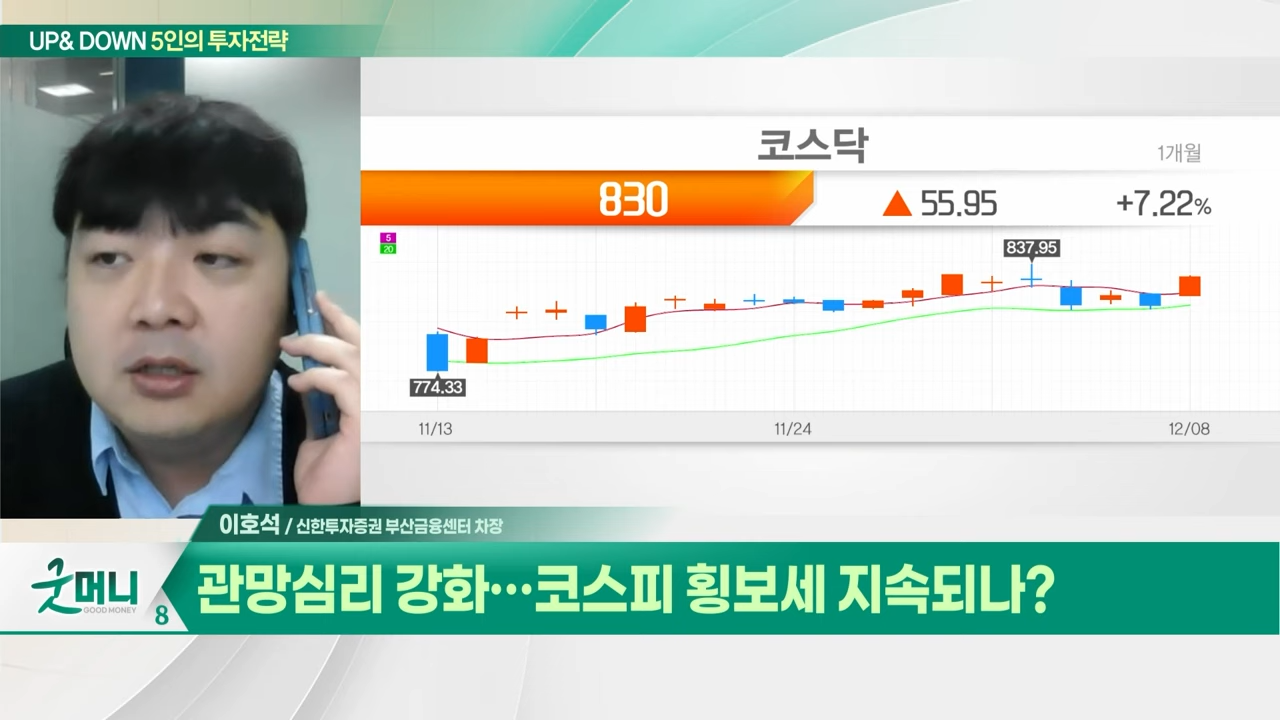 UP& DOWN 5인의 투자전략
코스닥
1개월
830
▲ 55.95
+7.22%
5
20
837.95
774.33
11/13
11/24
12/08
이호석 / 신한투자증권 부산금융센터 차장
굿머니
GOOD MONEY
8
관망심리 강화…코스피 횡보세 지속되나?